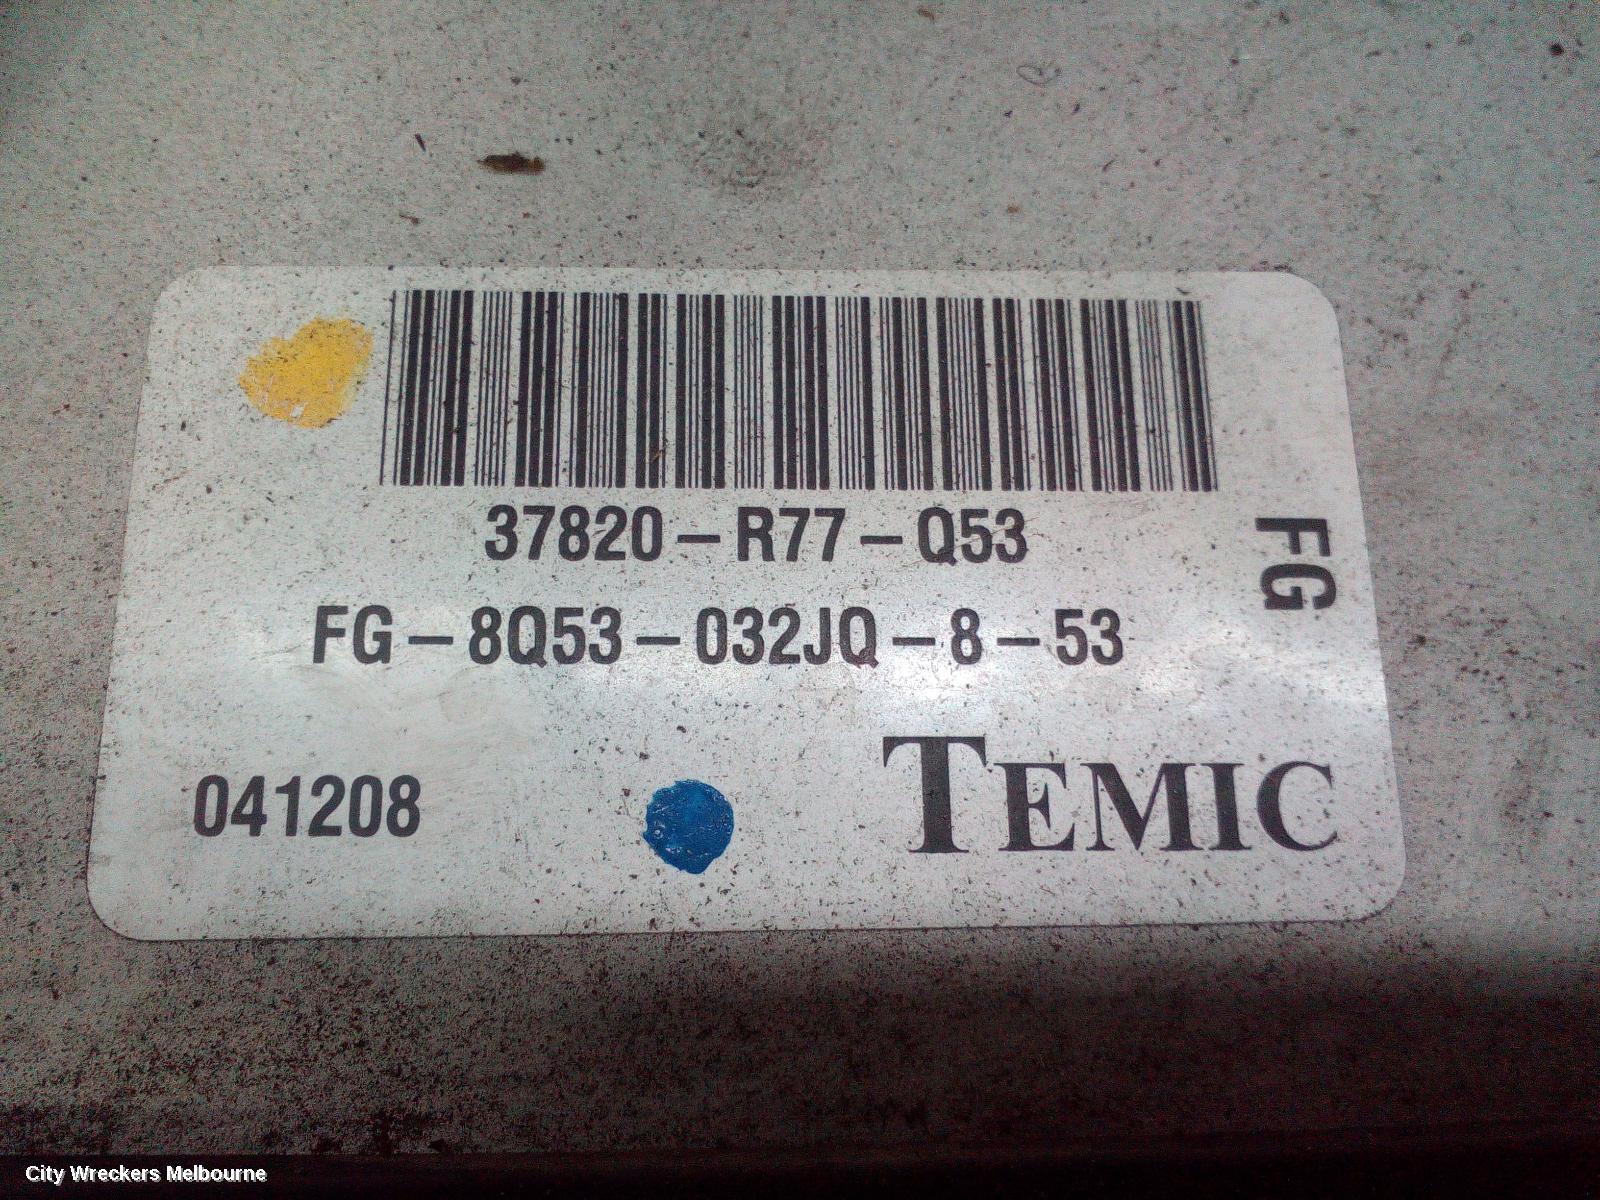 37820-R77-Q53
FG
FG-8Q53-032JQ-8-53
041208
TEMIC
City Wreckers Melbourne